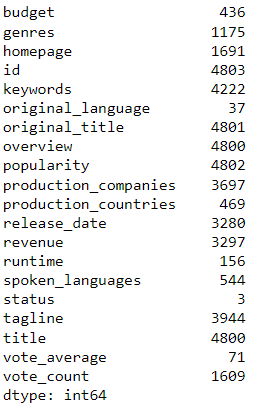 budget 436
genres 1175
homepage 1691
id 4803
keywords 4222
original_language 37
original_title 4801
overview 4800
popularity 4802
production_companies 3697
production_countries 469
release_date 3280
revenue 3297
runtime 156
spoken_languages 544
status 3
tagline 3944
title 4800
vote_average 71
vote_count 1609
dtype: int64